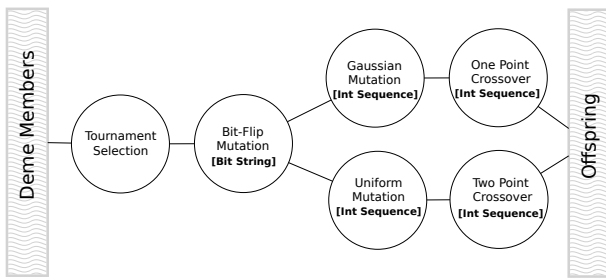 Deme Members
Tournament
Selection
Bit-Flip
Mutation
[Bit String]
Gaussian
Mutation
[Int Sequence]
One Point
Crossover
[Int Sequence]
Uniform
Mutation
[Int Sequence]
Two Point
Crossover
[Int Sequence]
Offspring